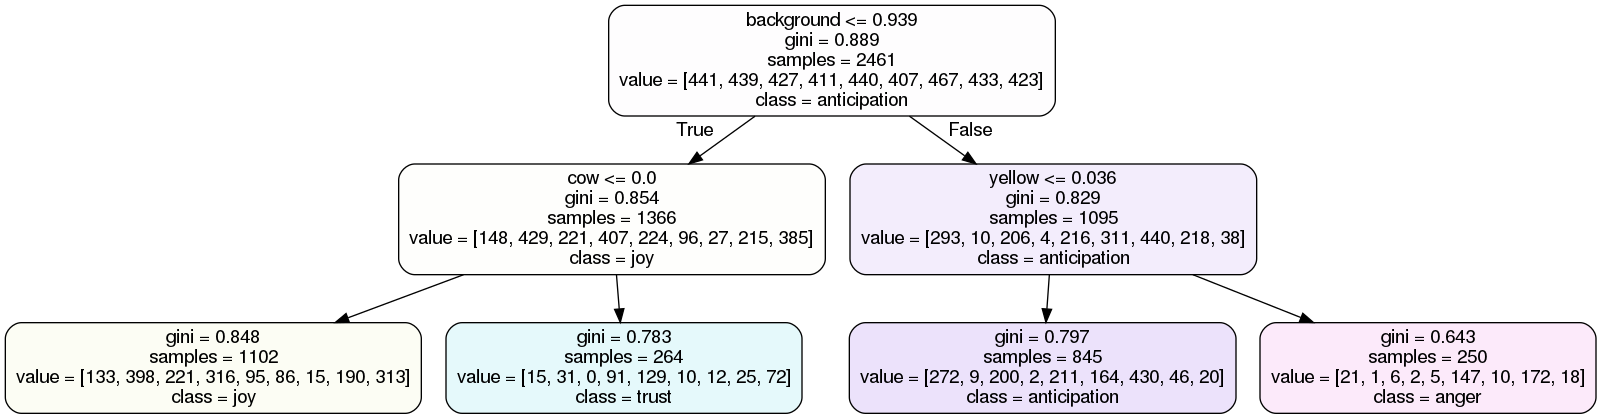 background <= 0.939
gini = 0.889
samples = 2461
value = [441, 439, 427, 411, 440, 407, 467, 433, 423]
class = anticipation
True
False
cow <= 0.0
gini = 0.854
samples = 1366
value = [148, 429, 221, 407, 224, 96, 27, 215, 385]
class = joy
yellow <= 0.036
gini = 0.829
samples = 1095
value = [293, 10, 206, 4, 216, 311, 440, 218, 38]
class = anticipation
gini = 0.848
samples = 1102
value = [133, 398, 221, 316, 95, 86, 15, 190, 313]
class = joy
gini = 0.783
samples = 264
value = [15, 31, 0, 91, 129, 10, 12, 25, 72]
class = trust
gini = 0.797
samples = 845
value = [272, 9, 200, 2, 211, 164, 430, 46, 20]
class = anticipation
gini = 0.643
samples = 250
value = [21, 1, 6, 2, 5, 147, 10, 172, 18]
class = anger